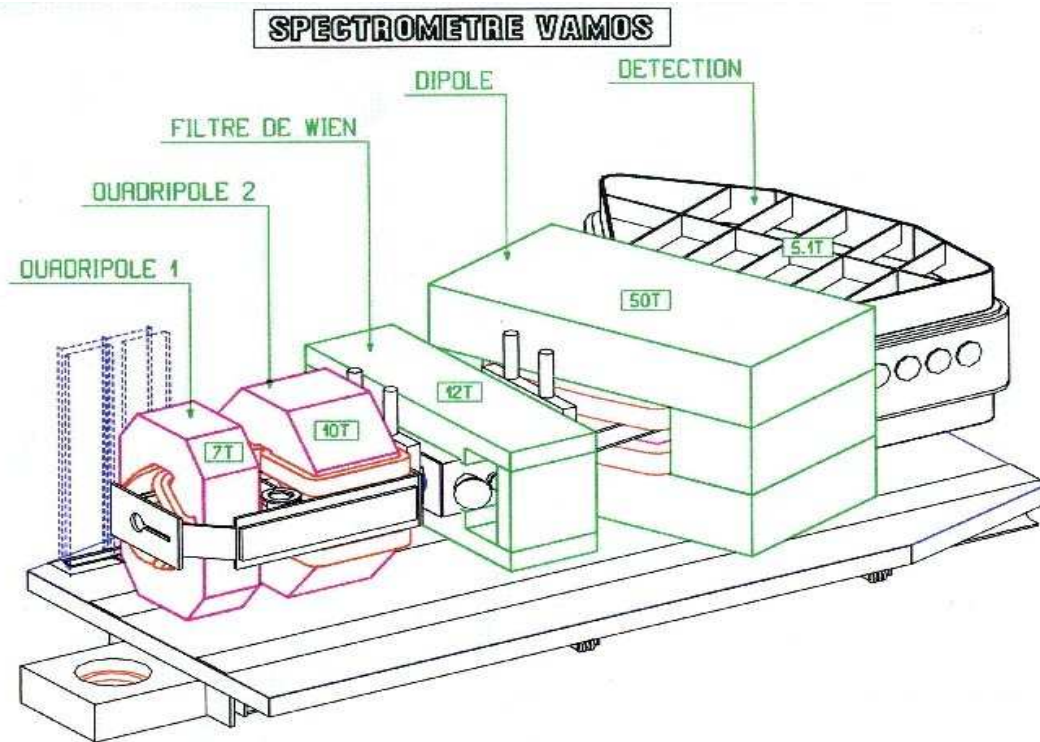 SPECTROMETRE VAMOS
DETECTION
DIPOLE
FILTRE DE WIEN
QUADRIPOLE 2
QUADRIPOLE 1
5.1T
50T
12T
10T
7T